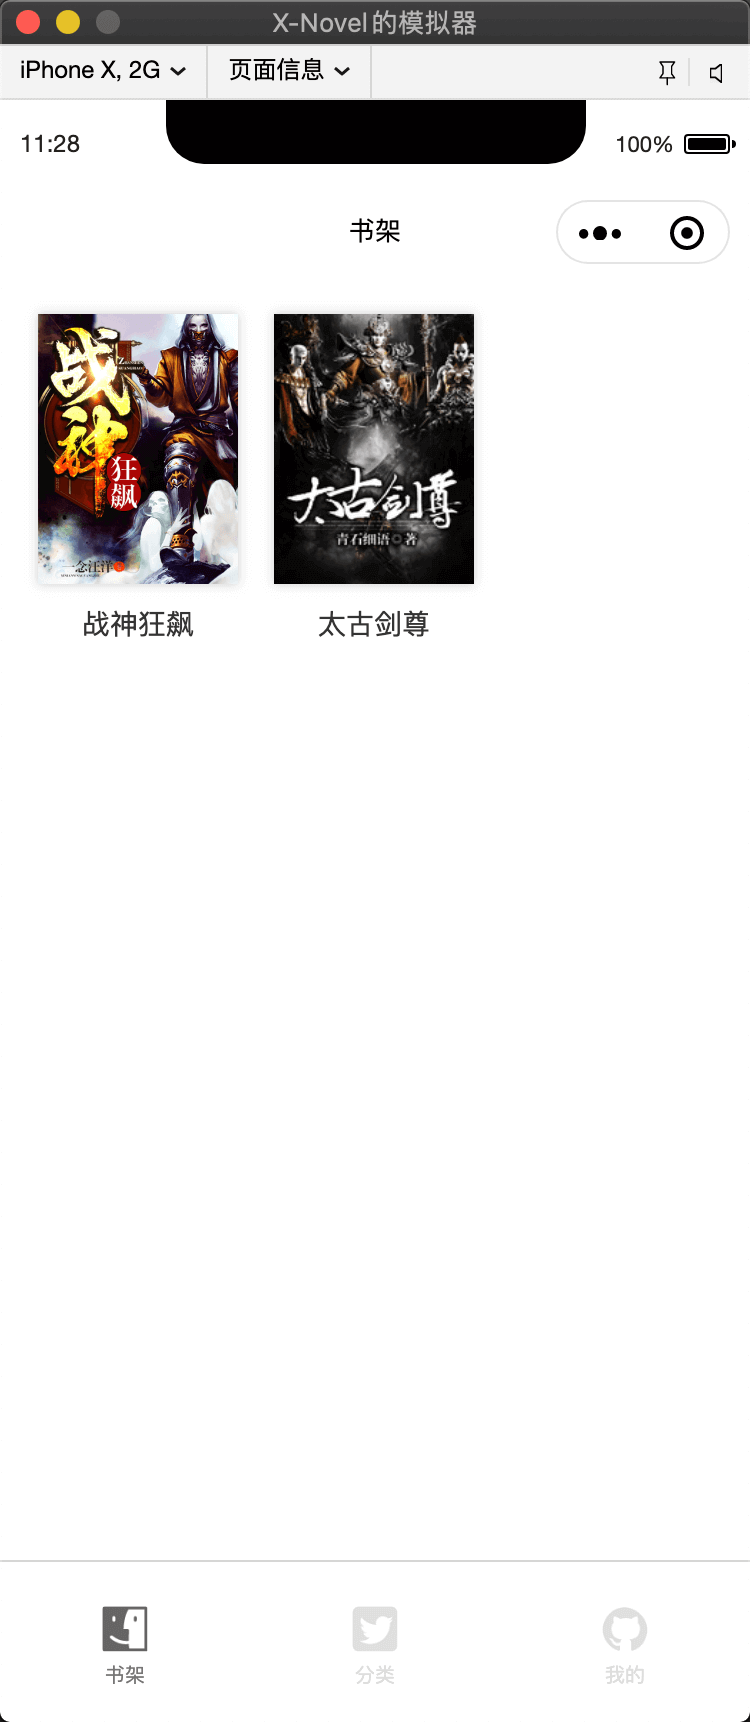 X-Novel的模拟器
iPhone X, 2G
页面信息
11:28
100%
书架
战神
狂飙
一念汪洋
太古剑尊
青石细语 著
战神狂飙
太古剑尊
书架
分类
我的